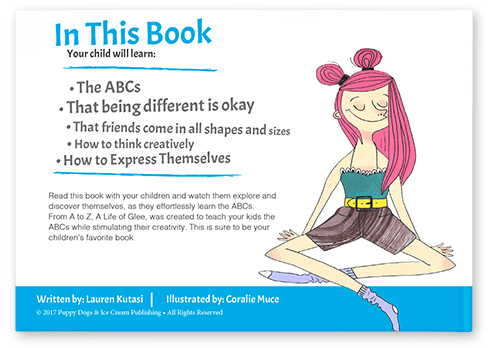 In This Book
Your child will learn:
• The ABCs
• That being different is okay
• That friends come in all shapes and sizes
• How to think creatively
• How to Express Themselves
Read this book with your children and watch them explore and
discover themselves, as they effortlessly learn the ABCs.
From A to Z, A Life of Glee, was created to teach your kids the
ABCs while stimulating their creativity. This is sure to be your
children's favorite book.
Written by: Lauren Kutasi | Illustrated by: Coralie Muce
© 2017 Puppy Dogs & Ice Cream Publishing • All Rights Reserved